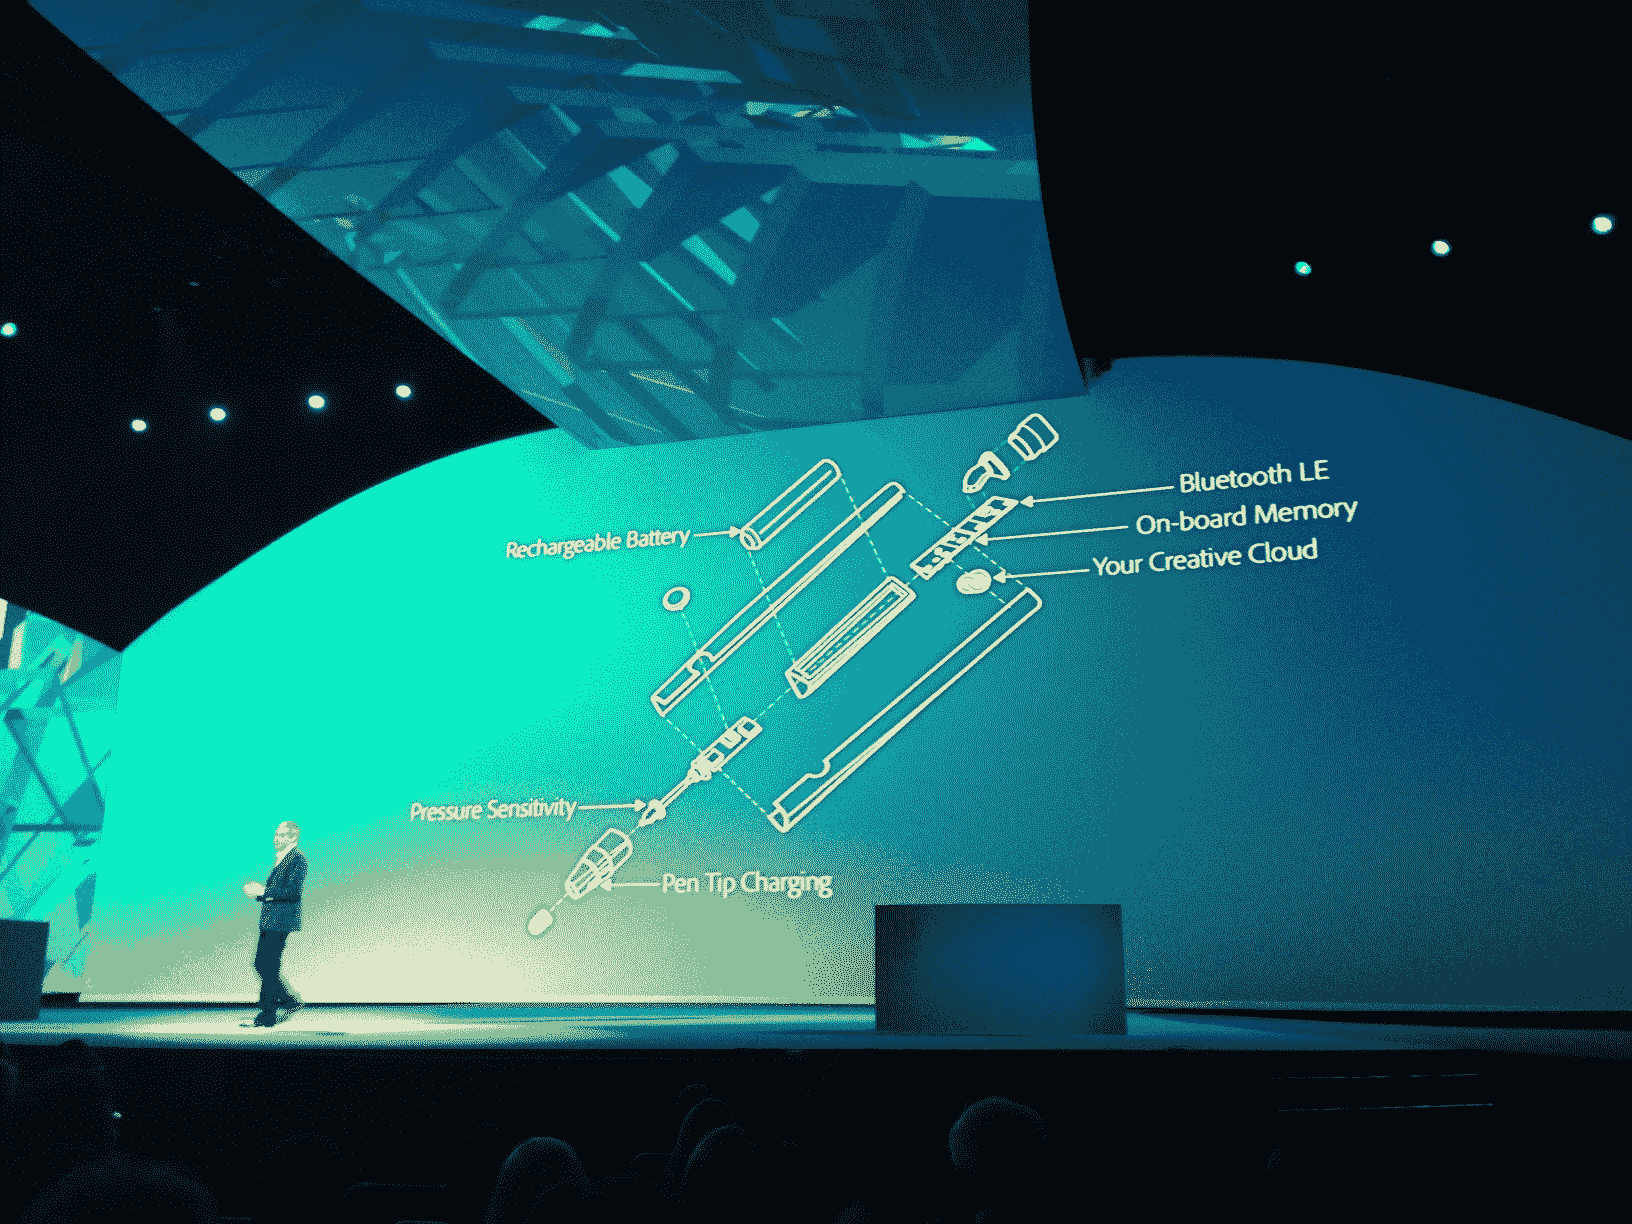 Bluetooth LE
On-board Memory
Rechargeable Battery
Your Creative Cloud
Pressure Sensitivity
Pen Tip Charging